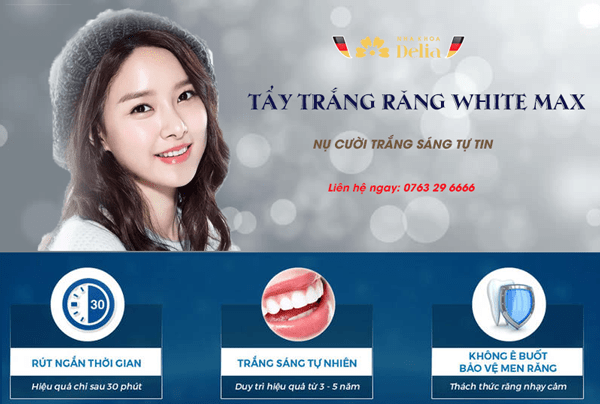 NHA KHOA
Delia
TẨY TRẮNG RĂNG WHITE MAX
NỤ CƯỜI TRẮNG SÁNG TỰ TIN
Liên hệ ngay: 0763 29 6666
30
RÚT NGẮN THỜI GIAN
Hiệu quả chỉ sau 30 phút
TRẮNG SÁNG TỰ NHIÊN
Duy trì hiệu quả từ 3 - 5 năm
KHÔNG Ê BUỐT
BẢO VỆ MEN RĂNG
Thách thức răng nhạy cảm